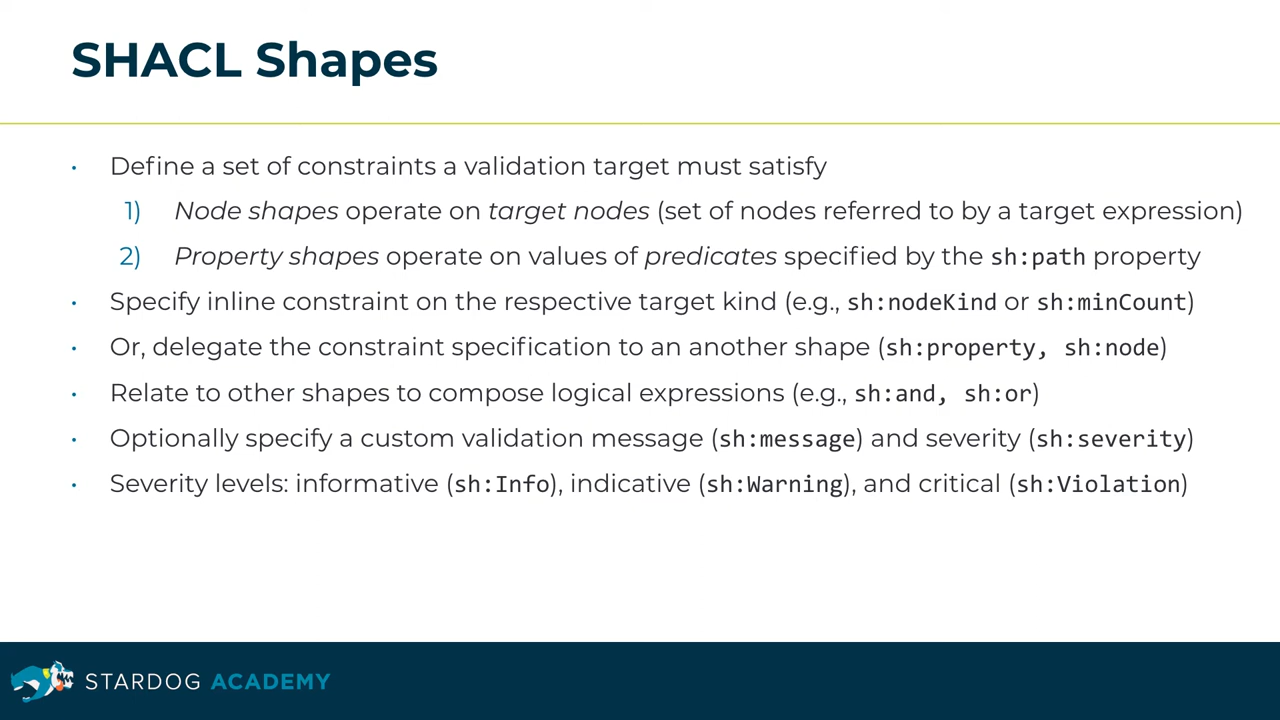 SHACL Shapes
· Define a set of constraints a validation target must satisfy
1) Node shapes operate on target nodes (set of nodes referred to by a target expression)
2) Property shapes operate on values of predicates specified by the sh:path property
· Specify inline constraint on the respective target kind (e.g., sh:nodeKind or sh:minCount)
· Or, delegate the constraint specification to an another shape (sh:property, sh:node)
· Relate to other shapes to compose logical expressions (e.g., sh:and, sh:or)
· Optionally specify a custom validation message (sh:message) and severity (sh:severity)
· Severity levels: informative (sh:Info), indicative (sh:Warning), and critical (sh:Violation)
STARDOG ACADEMY